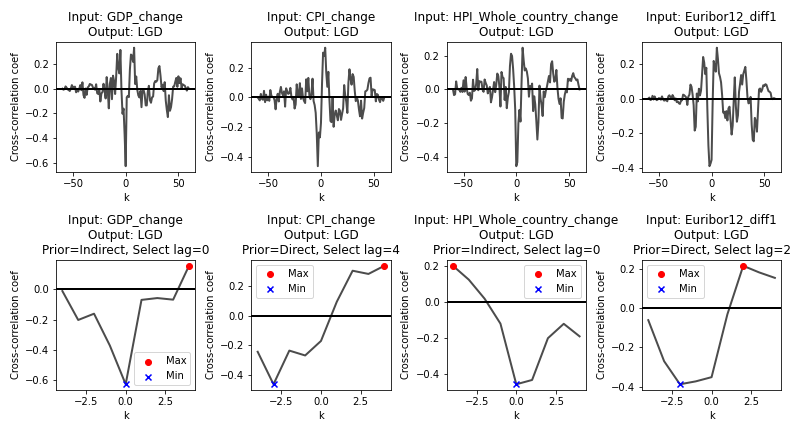 Input: GDP_change
Output: LGD
Cross-correlation coef
0.2
0.0
−0.2
−0.4
−0.6
−50
0
50
k
Input: CPI_change
Output: LGD
Cross-correlation coef
0.2
0.0
−0.2
−0.4
−50
0
50
k
Input: HPI_Whole_country_change
Output: LGD
Cross-correlation coef
0.2
0.0
−0.2
−0.4
−50
0
50
k
Input: Euribor12_diff1
Output: LGD
Cross-correlation coef
0.2
0.0
−0.2
−0.4
−50
0
50
k
Input: GDP_change
Output: LGD
Prior=Indirect, Select lag=0
Cross-correlation coef
0.0
−0.2
−0.4
−0.6
Max
Min
−2.5
0.0
2.5
k
Input: CPI_change
Output: LGD
Prior=Direct, Select lag=4
Cross-correlation coef
Max
Min
0.2
0.0
−0.2
−0.4
−2.5
0.0
2.5
k
Input: HPI_Whole_country_change
Output: LGD
Prior=Indirect, Select lag=0
Cross-correlation coef
Max
Min
0.2
0.0
−0.2
−0.4
−2.5
0.0
2.5
k
Input: Euribor12_diff1
Output: LGD
Prior=Direct, Select lag=2
Cross-correlation coef
Max
Min
0.2
0.0
−0.2
−0.4
−2.5
0.0
2.5
k